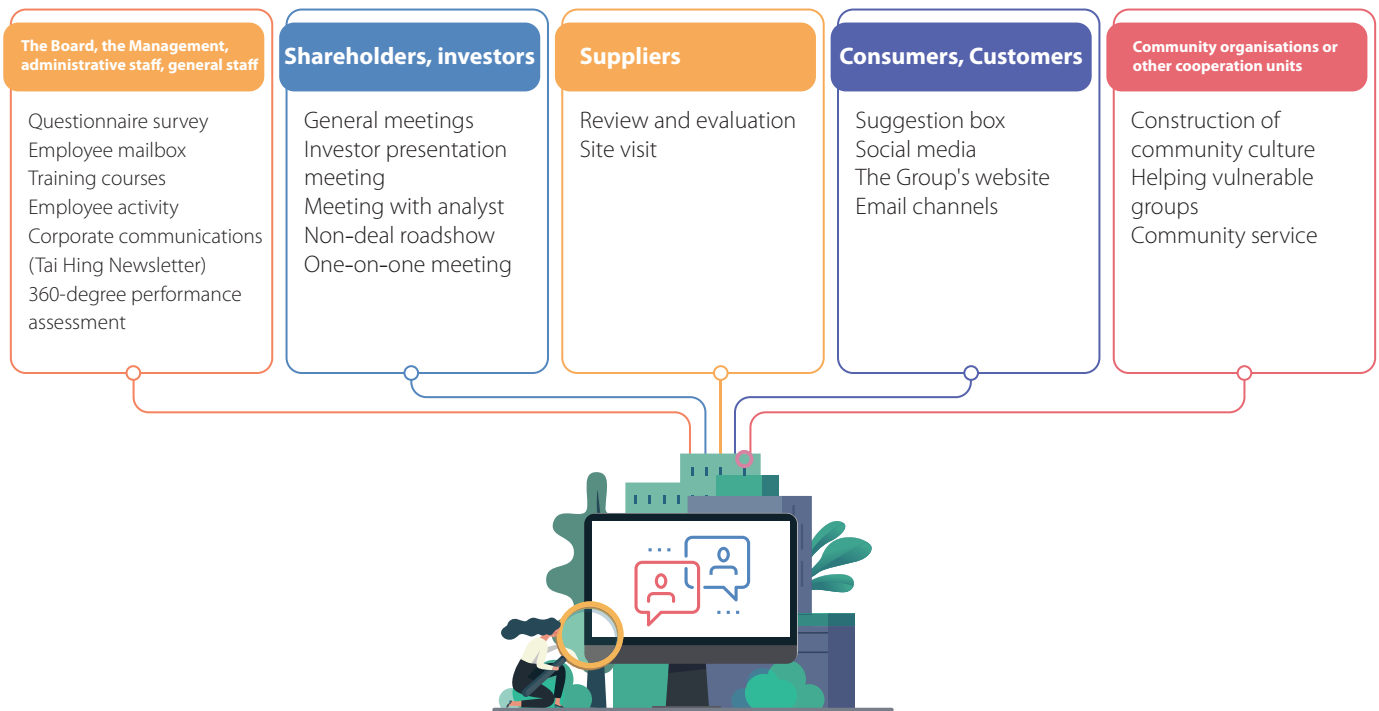 The Board, the Management,
administrative staff, general staff
Questionnaire survey
Employee mailbox
Training courses
Employee activity
Corporate communications
(Tai Hing Newsletter)
360-degree performance
assessment
Shareholders, investors
General meetings
Investor presentation
meeting
Meeting with analyst
Non-deal roadshow
One-on-one meeting
Suppliers
Review and evaluation
Site visit
Consumers, Customers
Suggestion box
Social media
The Group's website
Email channels
Community organisations or
other cooperation units
Construction of
community culture
Helping vulnerable
groups
Community service